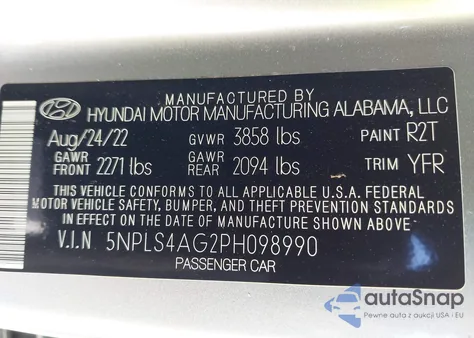 MANUFACTURED BY
HYUNDAI MOTOR MANUFACTURING ALABAMA, LLC
Aug/24/22 GVWR 3858 lbs PAINT R2T
GAWR FRONT 2271 lbs GAWR REAR 2094 lbs TRIM YFR
THIS VEHICLE CONFORMS TO ALL APPLICABLE U.S.A. FEDERAL
MOTOR VEHICLE SAFETY, BUMPER, AND THEFT PREVENTION STANDARDS
IN EFFECT ON THE DATE OF MANUFACTURE SHOWN ABOVE.
V.I.N 5NPLS4AG2PH098990
PASSENGER CAR
autoSnap
Pewne auta z aukcji USA i EU